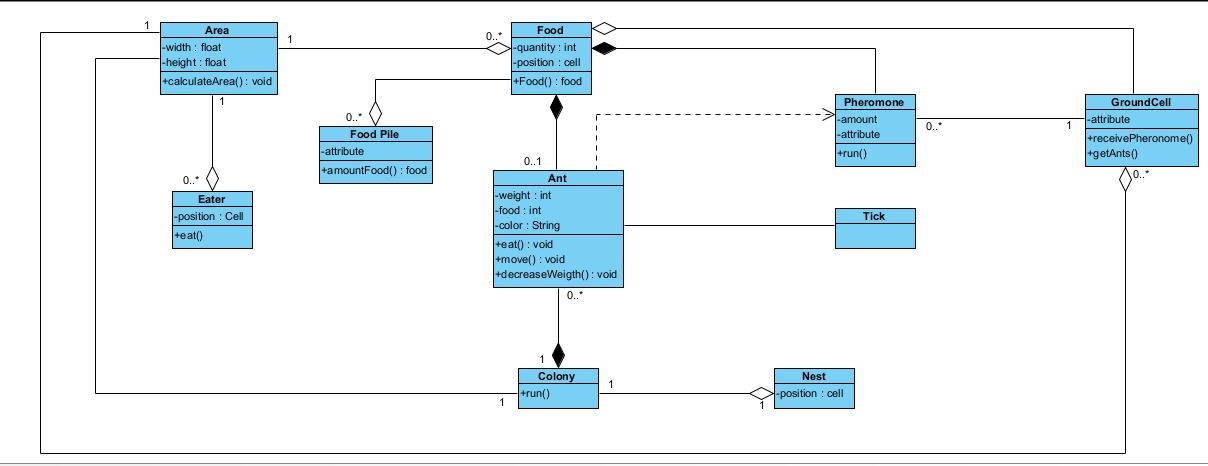 1
Area
-width : float
-height : float
+calculateArea() : void
1
0..*
Food
-quantity : int
-position : cell
+Food() : food
1
0..*
Eater
-position : Cell
+eat()
0..*
Food Pile
-attribute
+amountFood() : food
Pheromone
-amount
-attribute
+run()
0..*
1
GroundCell
-attribute
+receivePheronome()
+getAnts()
0..*
0..1
Ant
-weight : int
-food : int
-color : String
+eat() : void
+move() : void
+decreaseWeigth() : void
Tick
0..*
1
Colony
+run()
1
1
1
Nest
-position : cell